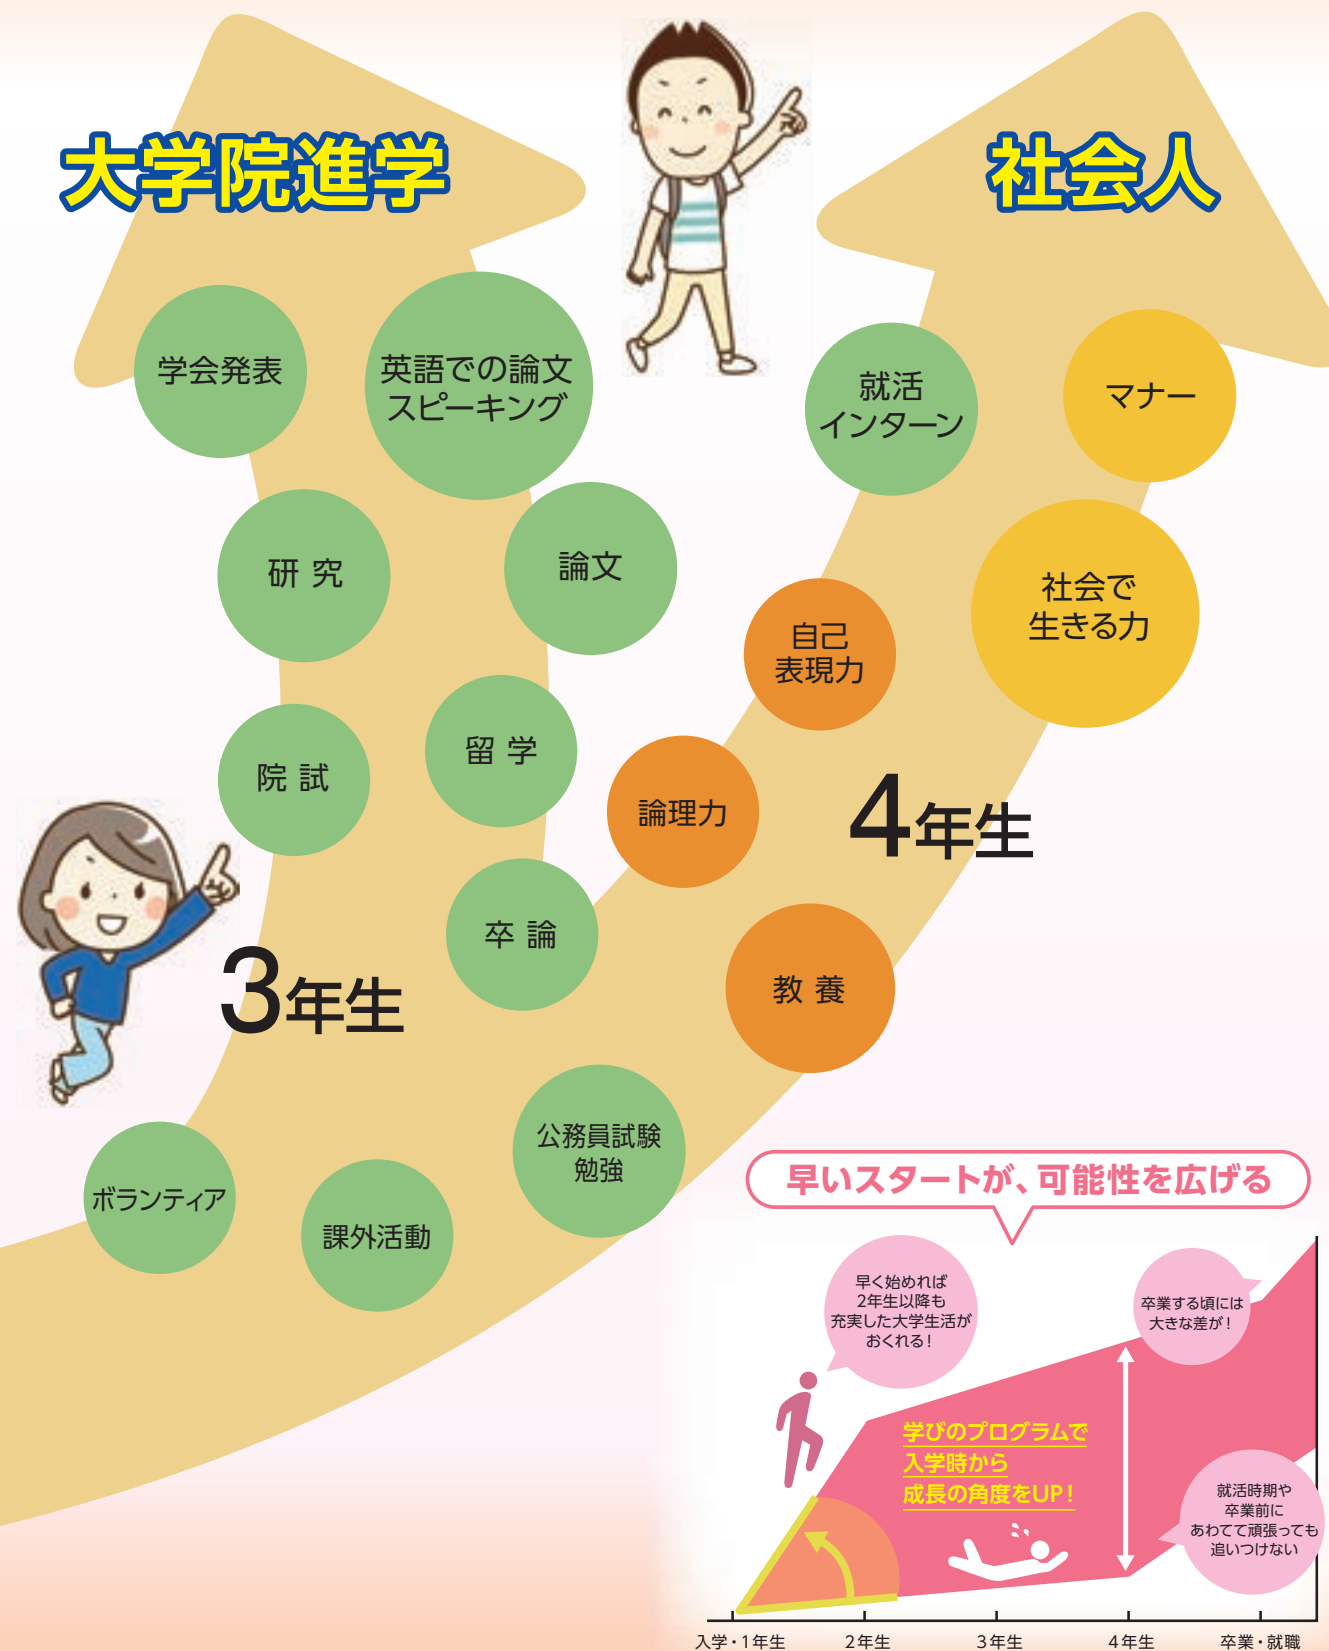 大学院進学
社会人
学会発表
英語での論文
スピーキング
就活
インターン
マナー
研 究
論文
社会で
生きる力
自己
表現力
院 試
留 学
論理力
4年生
卒 論
3年生
教 養
公務員試験
勉強
ボランティア
課外活動
早いスタートが、可能性を広げる
早く始めれば
2年生以降も
充実した大学生活が
おくれる!
卒業する頃には
大きな差が!
学びのプログラムで
入学時から
成長の角度をUP!
就活時期や
卒業前に
あわてて頑張っても
追いつけない
入学・1年生
2年生
3年生
4年生
卒業・就職